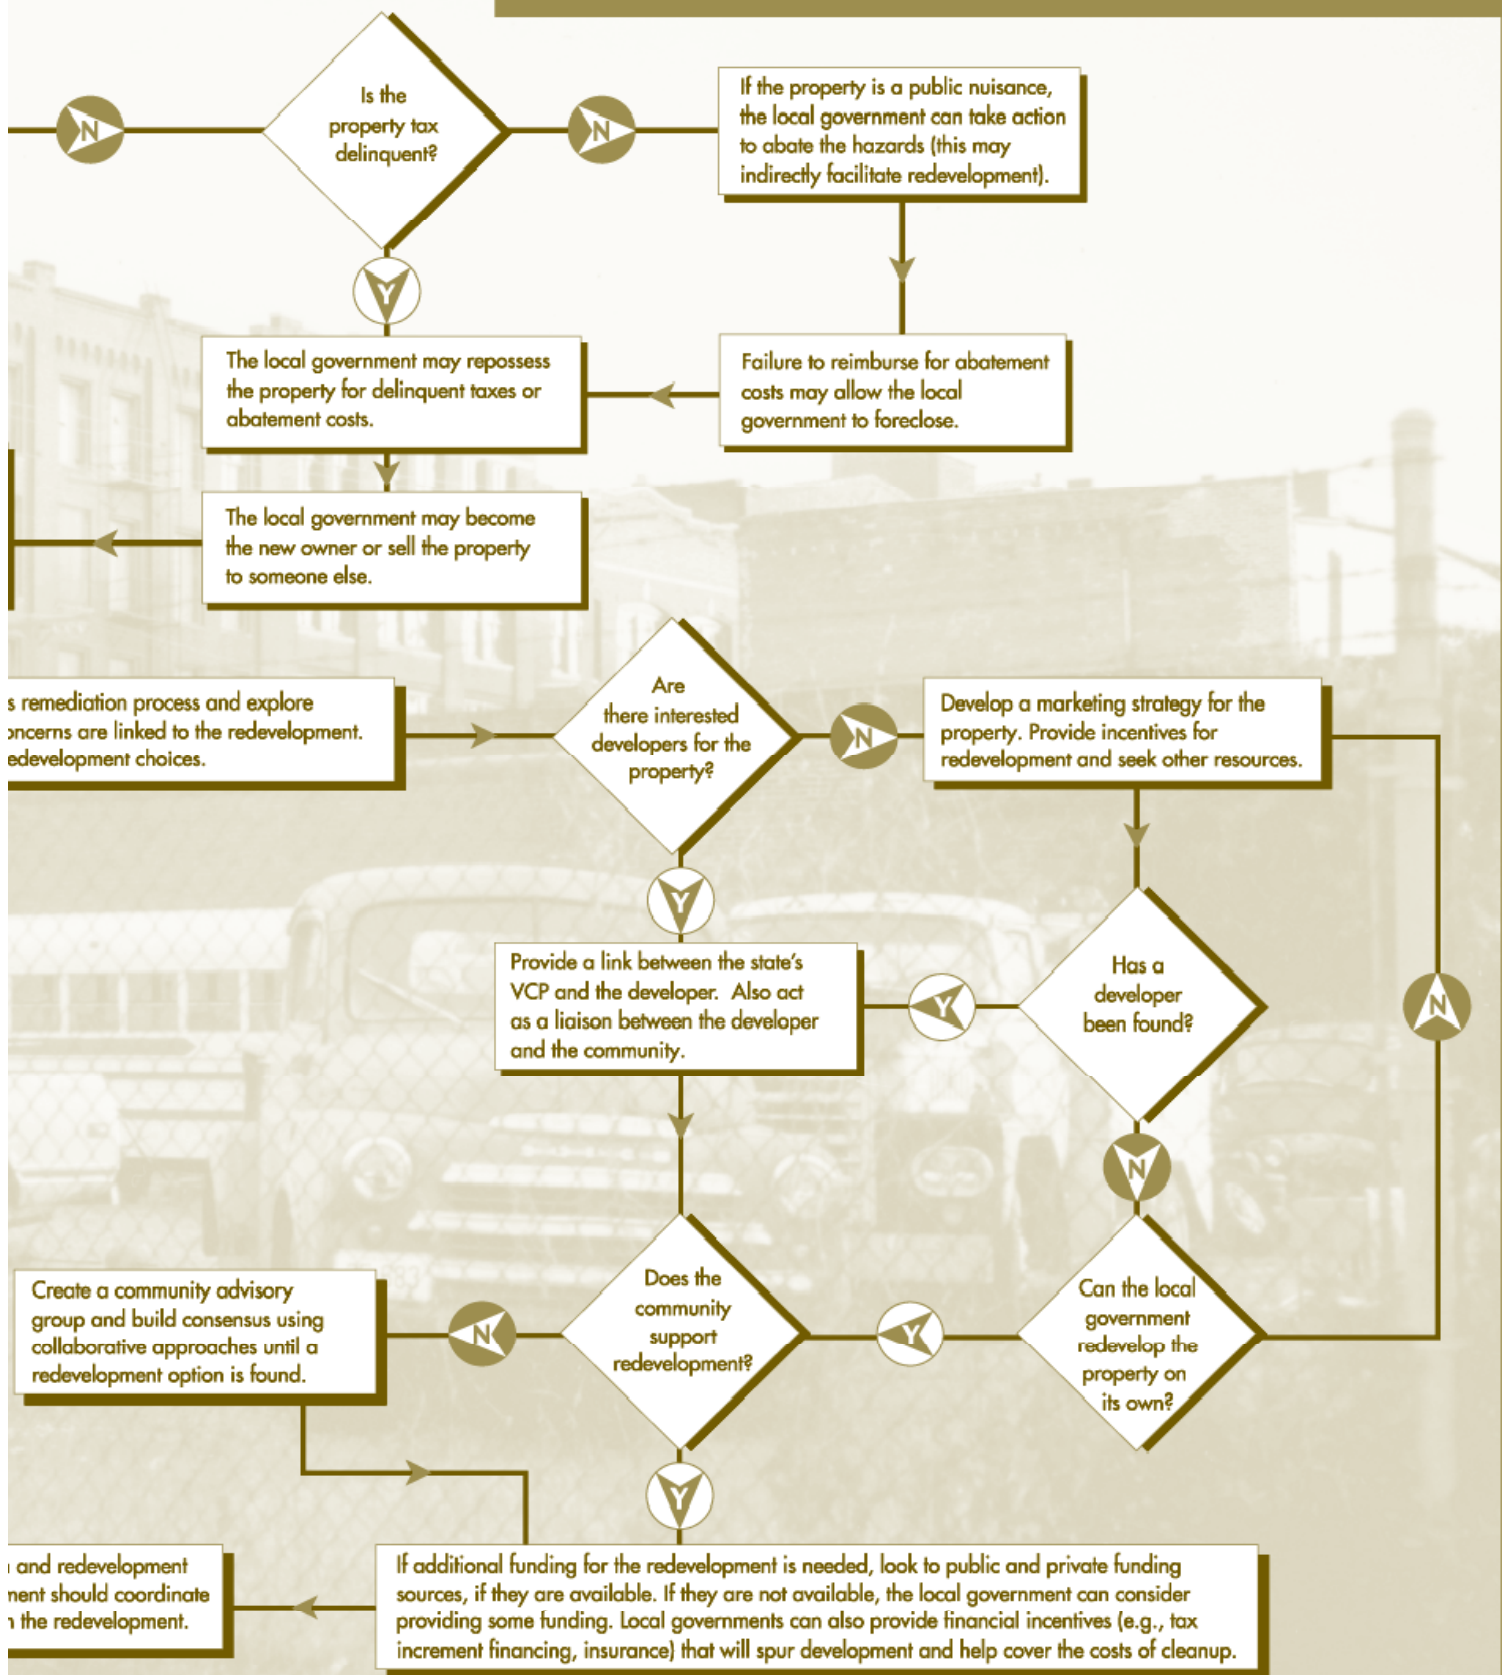 N
Is the
property tax
delinquent?
N
If the property is a public nuisance,
the local government can take action
to abate the hazards (this may
indirectly facilitate redevelopment).
Y
The local government may repossess
the property for delinquent taxes or
abatement costs.
Failure to reimburse for abatement
costs may allow the local
government to foreclose.
The local government may become
the new owner or sell the property
to someone else.
s remediation process and explore
oncerns are linked to the redevelopment.
edevelopment choices.
Are
there interested
developers for the
property?
N
Develop a marketing strategy for the
property. Provide incentives for
redevelopment and seek other resources.
Y
Provide a link between the state's
VCP and the developer.  Also act
as a liaison between the developer
and the community.
Y
Has a
developer
been found?
N
N
Create a community advisory
group and build consensus using
collaborative approaches until a
redevelopment option is found.
N
Does the
community
support
redevelopment?
Y
Can the local
government
redevelop the
property on
its own?
Y
and redevelopment
ment should coordinate
the redevelopment.
If additional funding for the redevelopment is needed, look to public and private funding
sources, if they are available. If they are not available, the local government can consider
providing some funding. Local governments can also provide financial incentives (e.g., tax
increment financing, insurance) that will spur development and help cover the costs of cleanup.